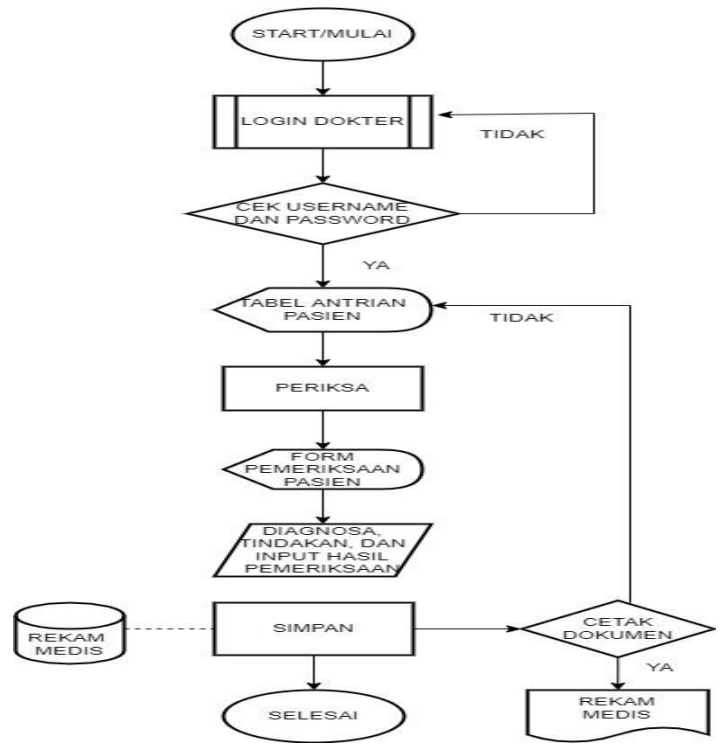 START/MULAI
LOGIN DOKTER
TIDAK
CEK USERNAME
DAN PASSWORD
YA
TABEL ANTRIAN
PASIEN
TIDAK
PERIKSA
FORM
PEMERIKSAAN
PASIEN
DIAGNOSA,
TINDAKAN, DAN
INPUT HASIL
PEMERIKSAAN
REKAM
MEDIS
SIMPAN
CETAK
DOKUMEN
YA
SELESAI
REKAM
MEDIS